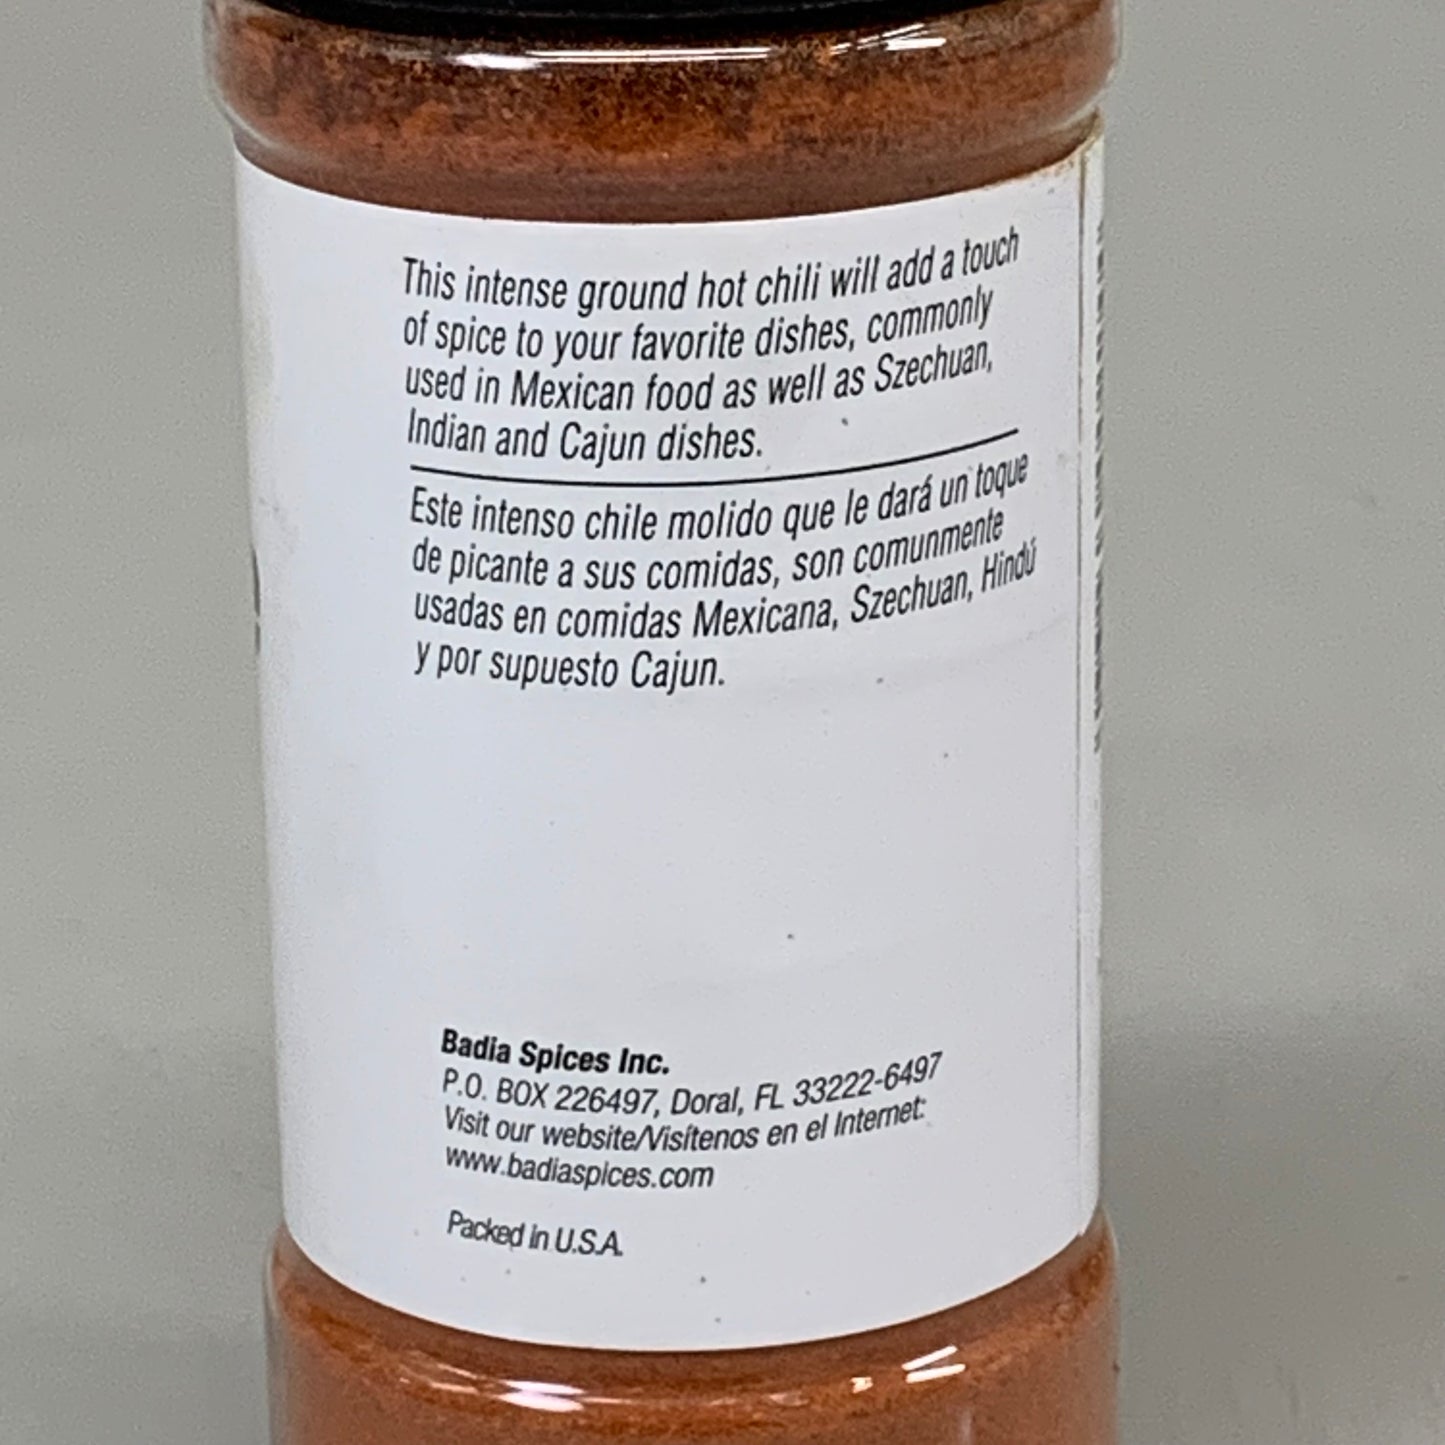 This intense ground hot chili will add a touch
of spice to your favorite dishes, commonly
used in Mexican food as well as Szechuan,
Indian and Cajun dishes.
Este intenso chile molido que le dará un toque
de picante a sus comidas, son comunmente
usadas en comidas Mexicana, Szechuan, Hindú
y por supuesto Cajun.
Badia Spices Inc.
P.O. BOX 226497, Doral, FL 33222-6497
Visit our website/Visítenos en el Internet:
www.badiaspices.com
Packed in U.S.A.